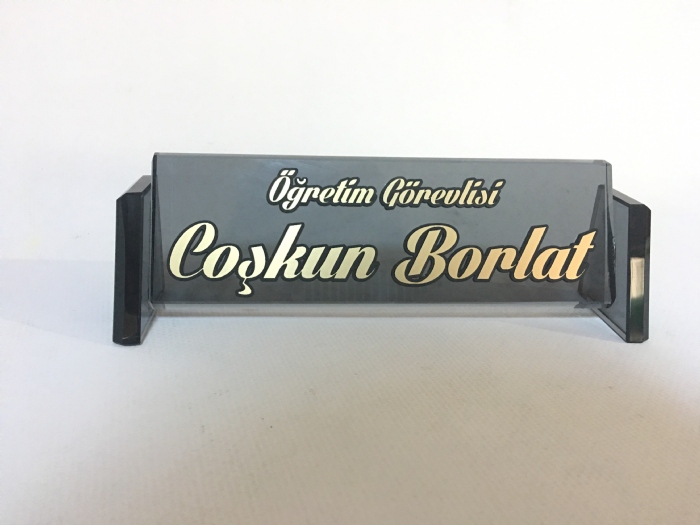 Öğretim Görevlisi
Coşkun Borlat